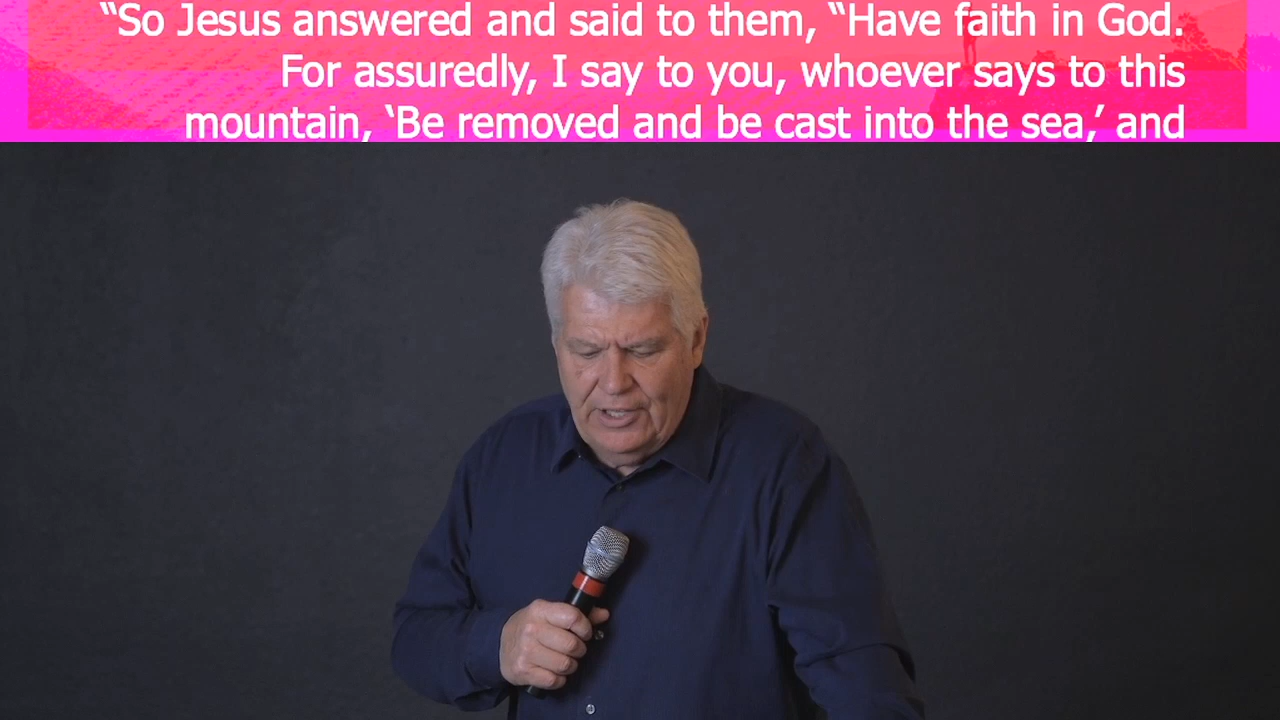 “So Jesus answered and said to them, “Have faith in God.
For assuredly, I say to you, whoever says to this
mountain, ‘Be removed and be cast into the sea,’ and